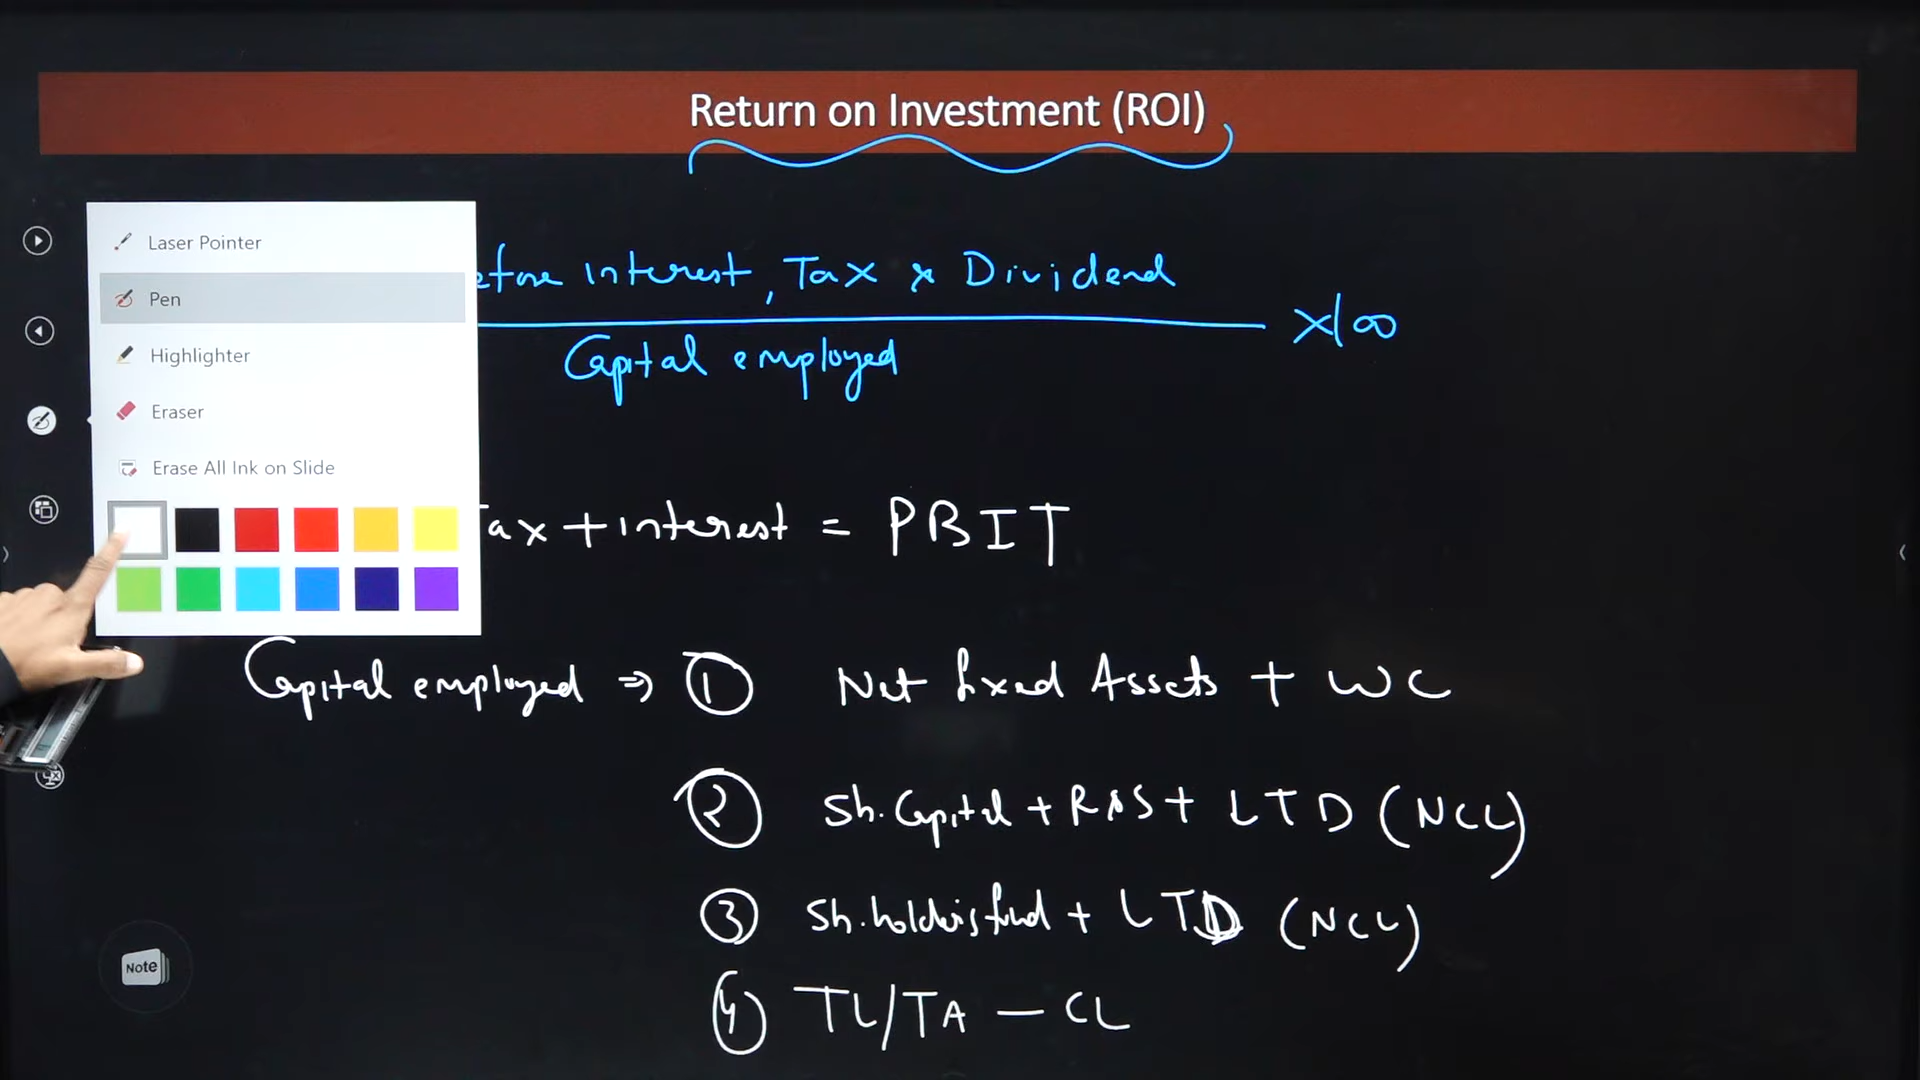 Return on Investment (ROI)
Laser Pointer
Pen
Highlighter
Eraser
Erase All Ink on Slide
efore interest, Tax & Dividend
x100
Capital employed
Tax + interest = PBIT
Capital employed ⇒ ① Net fixed Assets + WC
② Sh. Capital + R&S + LTD (NCL)
③ Sh.holder's fund + LTD (NCL)
④ TL/TA — CL
Note